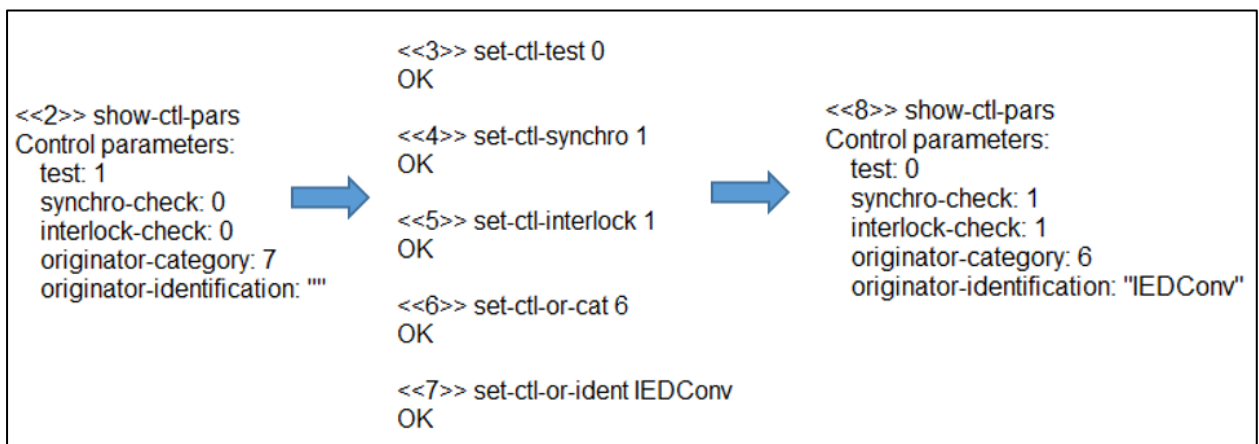 <<2>> show-ctl-pars
Control parameters:
test: 1
synchro-check: 0
interlock-check: 0
originator-category: 7
originator-identification: ""
<<3>> set-ctl-test 0
OK
<<4>> set-ctl-synchro 1
OK
<<5>> set-ctl-interlock 1
OK
<<6>> set-ctl-or-cat 6
OK
<<7>> set-ctl-or-ident IEDConv
OK
<<8>> show-ctl-pars
Control parameters:
test: 0
synchro-check: 1
interlock-check: 1
originator-category: 6
originator-identification: "IEDConv"